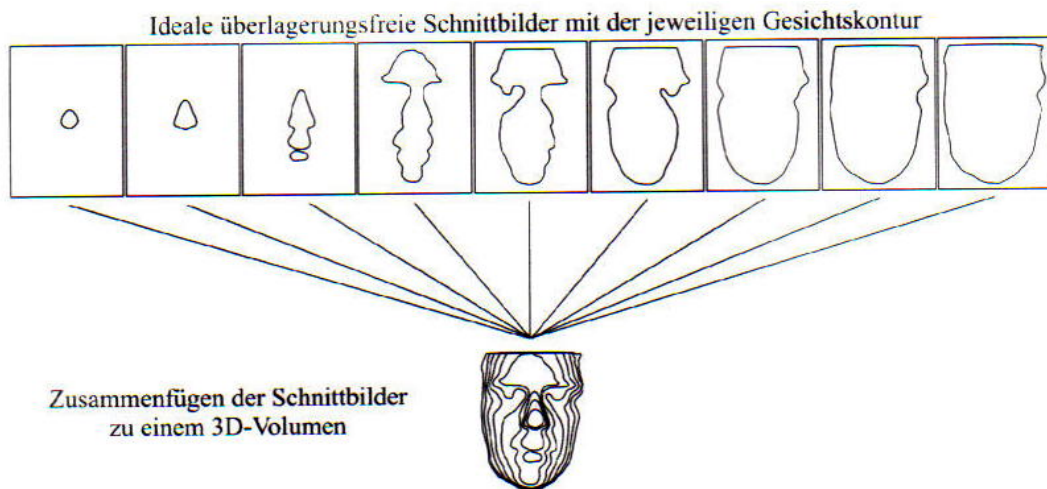 Ideale überlagerungsfreie Schnittbilder mit der jeweiligen Gesichtskontur
Zusammenfügen der Schnittbilder
zu einem 3D-Volumen